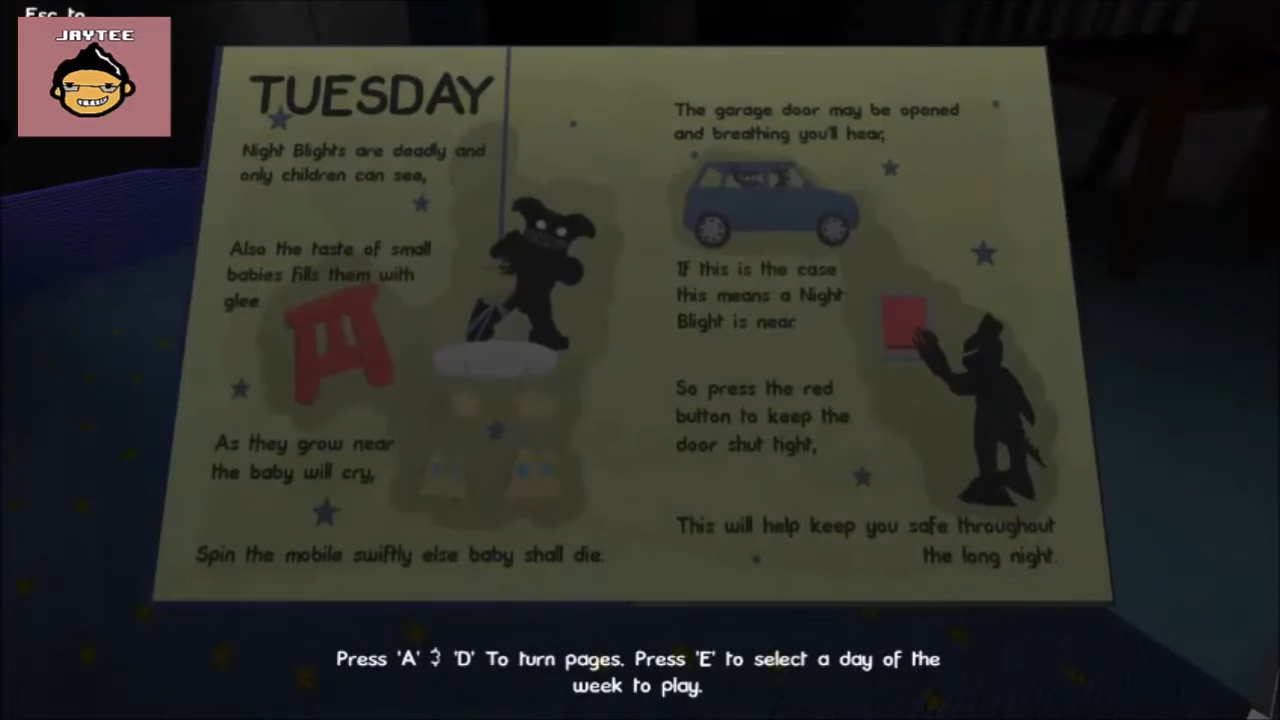 Esc to
JAYTEE
TUESDAY
Night Blights are deadly and
only children can see,
Also the taste of small
babies fills them with
glee.
As they grow near
the baby will cry,
Spin the mobile swiftly else baby shall die.
The garage door may be opened
and breathing you'll hear,
If this is the case
this means a Night
Blight is near.
So press the red
button to keep the
door shut tight,
This will help keep you safe throughout
the long night.
Press 'A' & 'D' To turn pages. Press 'E' to select a day of the
week to play.